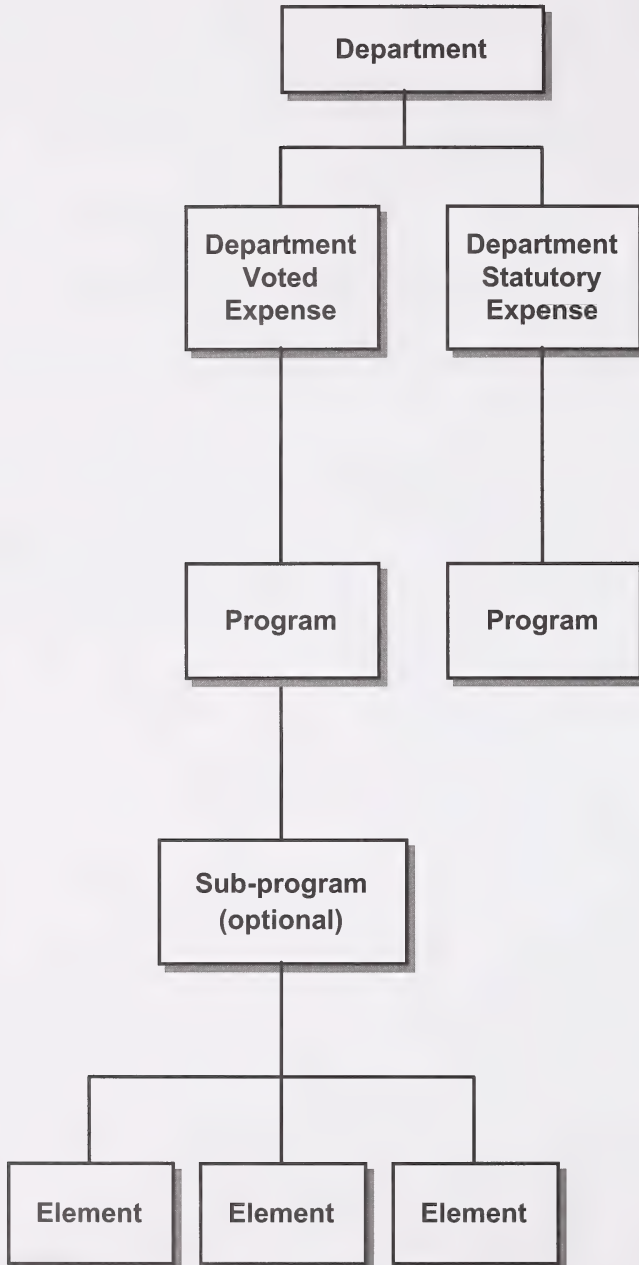 Department
Department
Voted
Expense
Department
Statutory
Expense
Program
Program
Sub-program
(optional)
Element
Element
Element